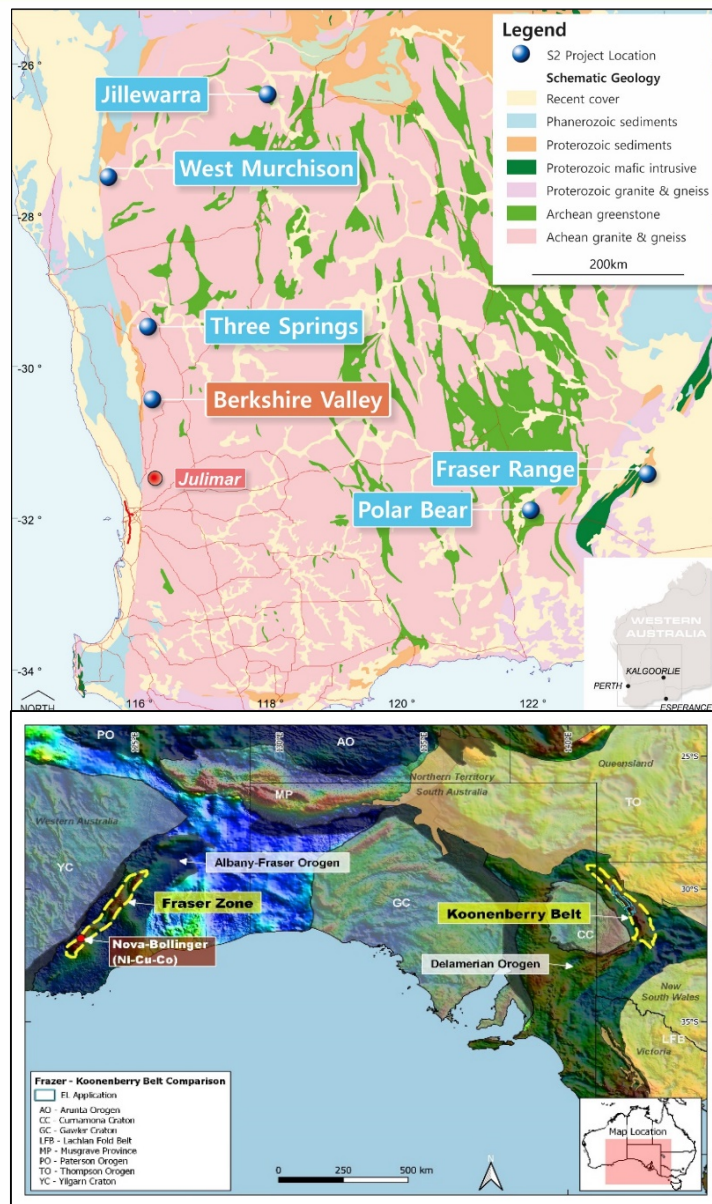 Legend
S2 Project Location
Schematic Geology
Recent cover
Phanerozoic sediments
Proterozoic sediments
Proterozoic mafic intrusive
Proterozoic granite & gneiss
Archean greenstone
Achean granite & gneiss
200km
-26°
Jillewarra
West Murchison
-28°
Three Springs
-30°
Berkshire Valley
Fraser Range
Julimar
Polar Bear
-32°
WESTERN
AUSTRALIA
KALGOORLIE
PERTH
ESPERANCE
-34°
NORTH
116
118
120
122
PO
AO
25°S
Queensland
Northern Territory
South Australia
MP
TO
Western Australia
YC
Albany-Fraser Orogen
30°S
Fraser Zone
GC
Koonenberry Belt
CC
Nova-Bollinger
(NI-Cu-Co)
Delamerian Orogen
New
South Wales
35°S
Victoria
LFB
Frazer - Koonenberry Belt Comparison
EL Application
AO - Arunta Orogen
CC - Curnamona Craton
GC - Gawler Craton
LFB - Lachlan Fold Belt
MP - Musgrave Province
PO - Paterson Orogen
TO - Thompson Orogen
YC - Yilgarn Craton
0 250 500 km
N
Map Location